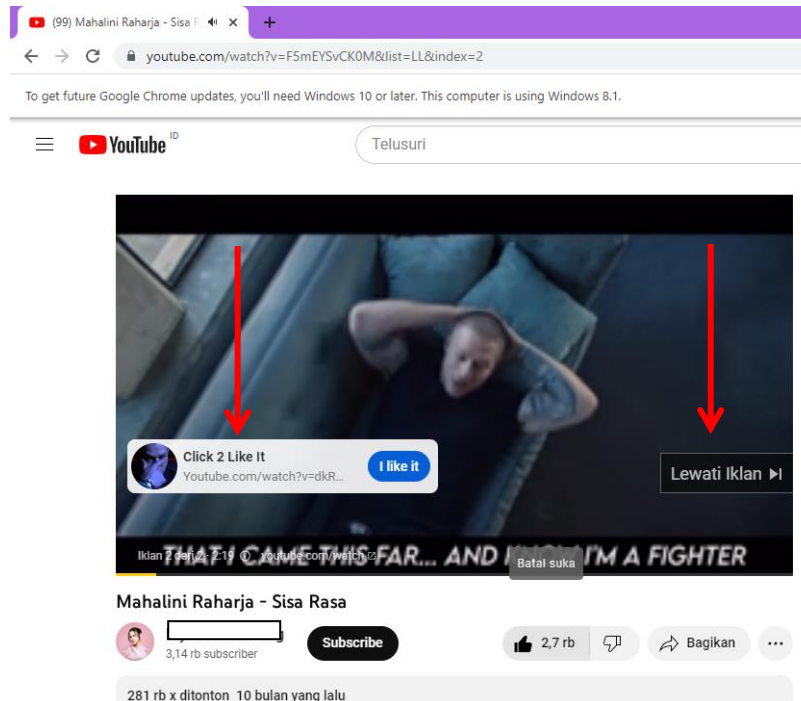 (99) Mahalini Raharja - Sisa R
youtube.com/watch?v=F5mEYSvCK0M&list=LL&index=2
To get future Google Chrome updates, you'll need Windows 10 or later. This computer is using Windows 8.1.
YouTube ID
Telusuri
Click 2 Like It
Youtube.com/watch?v=dkR...
I like it
Lewati Iklan
Iklan 2 dari 2 · 2:19 youtube.com/watch
THAT I CAME THIS FAR... AND I KNOW I'M A FIGHTER
Batal suka
Mahalini Raharja - Sisa Rasa
3,14 rb subscriber
Subscribe
2,7 rb
Bagikan
281 rb x ditonton 10 bulan yang lalu